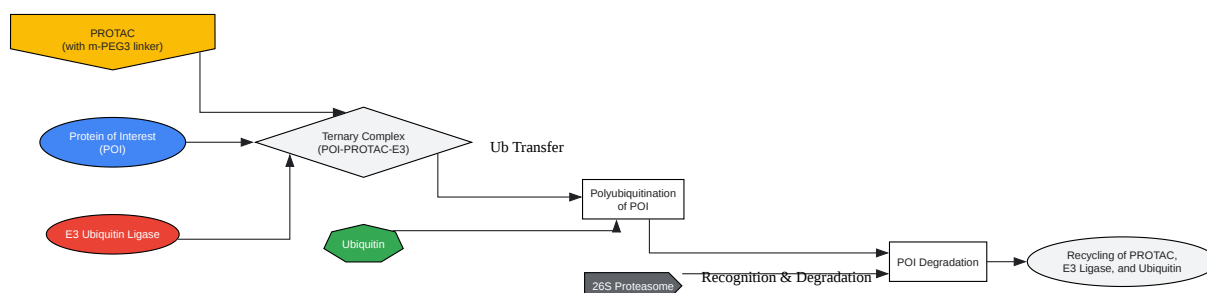 PROTAC
(with m-PEG3 linker)
Protein of Interest
(POI)
Ternary Complex
(POI-PROTAC-E3)
Ub Transfer
Polyubiquitination
of POI
E3 Ubiquitin Ligase
Ubiquitin
POI Degradation
Recycling of PROTAC,
E3 Ligase, and Ubiquitin
26S Proteasome
Recognition & Degradation